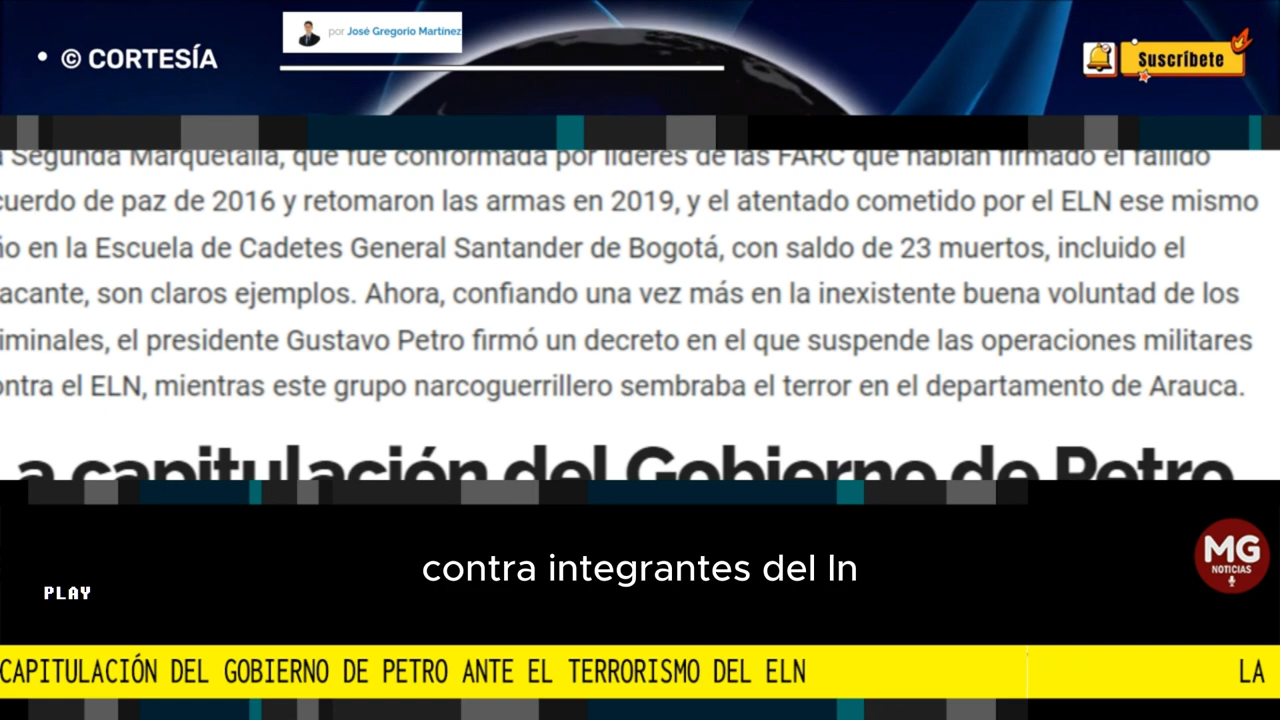 • © CORTESÍA
por José Gregorio Martínez
Suscríbete
Segunda Marquetalia, que fue conformada por líderes de las FARC que habían firmado el fallido
cuerdo de paz de 2016 y retomaron las armas en 2019, y el atentado cometido por el ELN ese mismo
ño en la Escuela de Cadetes General Santander de Bogotá, con saldo de 23 muertos, incluido el
acante, son claros ejemplos. Ahora, confiando una vez más en la inexistente buena voluntad de los
iminales, el presidente Gustavo Petro firmó un decreto en el que suspende las operaciones militares
ontra el ELN, mientras este grupo narcoguerrillero sembraba el terror en el departamento de Arauca.
a capitulación del Gobierno de Petro
contra integrantes del ln
MG
NOTICIAS
PLAY
CAPITULACIÓN DEL GOBIERNO DE PETRO ANTE EL TERRORISMO DEL ELN LA